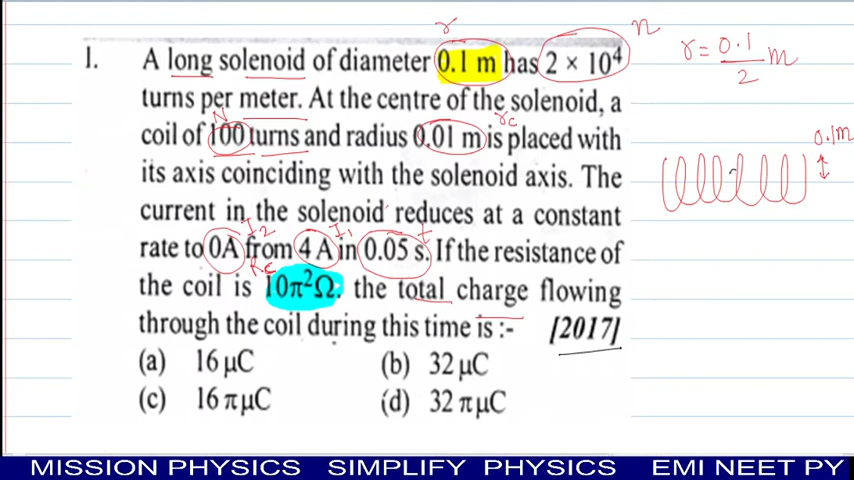 r
n
1. A long solenoid of diameter 0.1 m has 2 × 10⁴
r = 0.1/2 m
turns per meter. At the centre of the solenoid, a
N
r_c
coil of 100 turns and radius 0.01 m is placed with
0.1m
its axis coinciding with the solenoid axis. The
current in the solenoid reduces at a constant
I₂
I₁
t
rate to 0A from 4 A in 0.05 s. If the resistance of
R_c
the coil is 10π²Ω. the total charge flowing
through the coil during this time is :- [2017]
(a) 16 μC (b) 32 μC
(c) 16 πμC (d) 32 πμC
MISSION PHYSICS SIMPLIFY PHYSICS EMI NEET PY